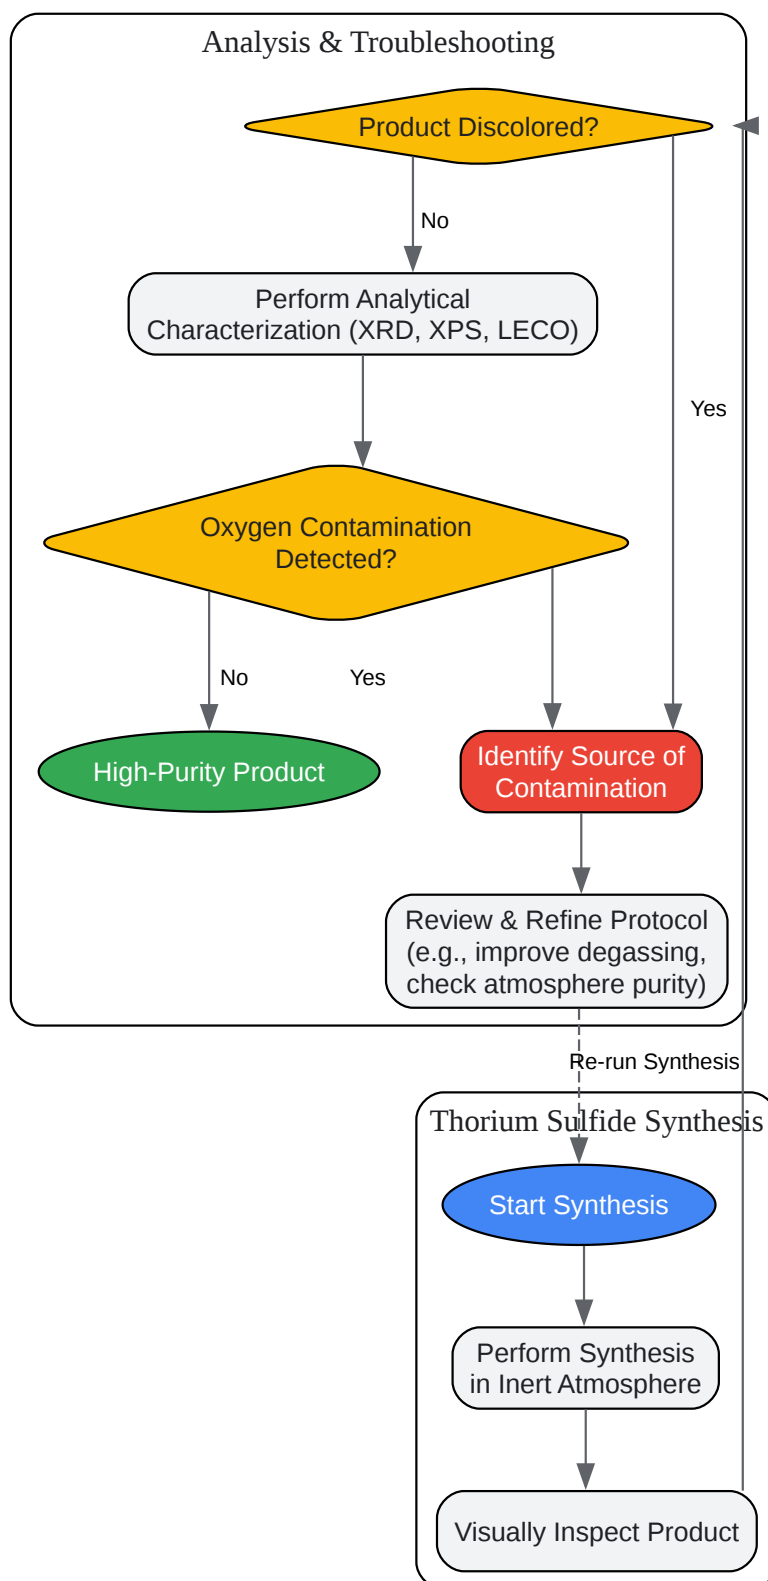 Analysis & Troubleshooting
Product Discolored?
No
Perform Analytical
Characterization (XRD, XPS, LECO)
Yes
Oxygen Contamination
Detected?
No
Yes
High-Purity Product
Identify Source of
Contamination
Review & Refine Protocol
(e.g., improve degassing,
check atmosphere purity)
Re-run Synthesis
Thorium Sulfide Synthesis
Start Synthesis
Perform Synthesis
in Inert Atmosphere
Visually Inspect Product